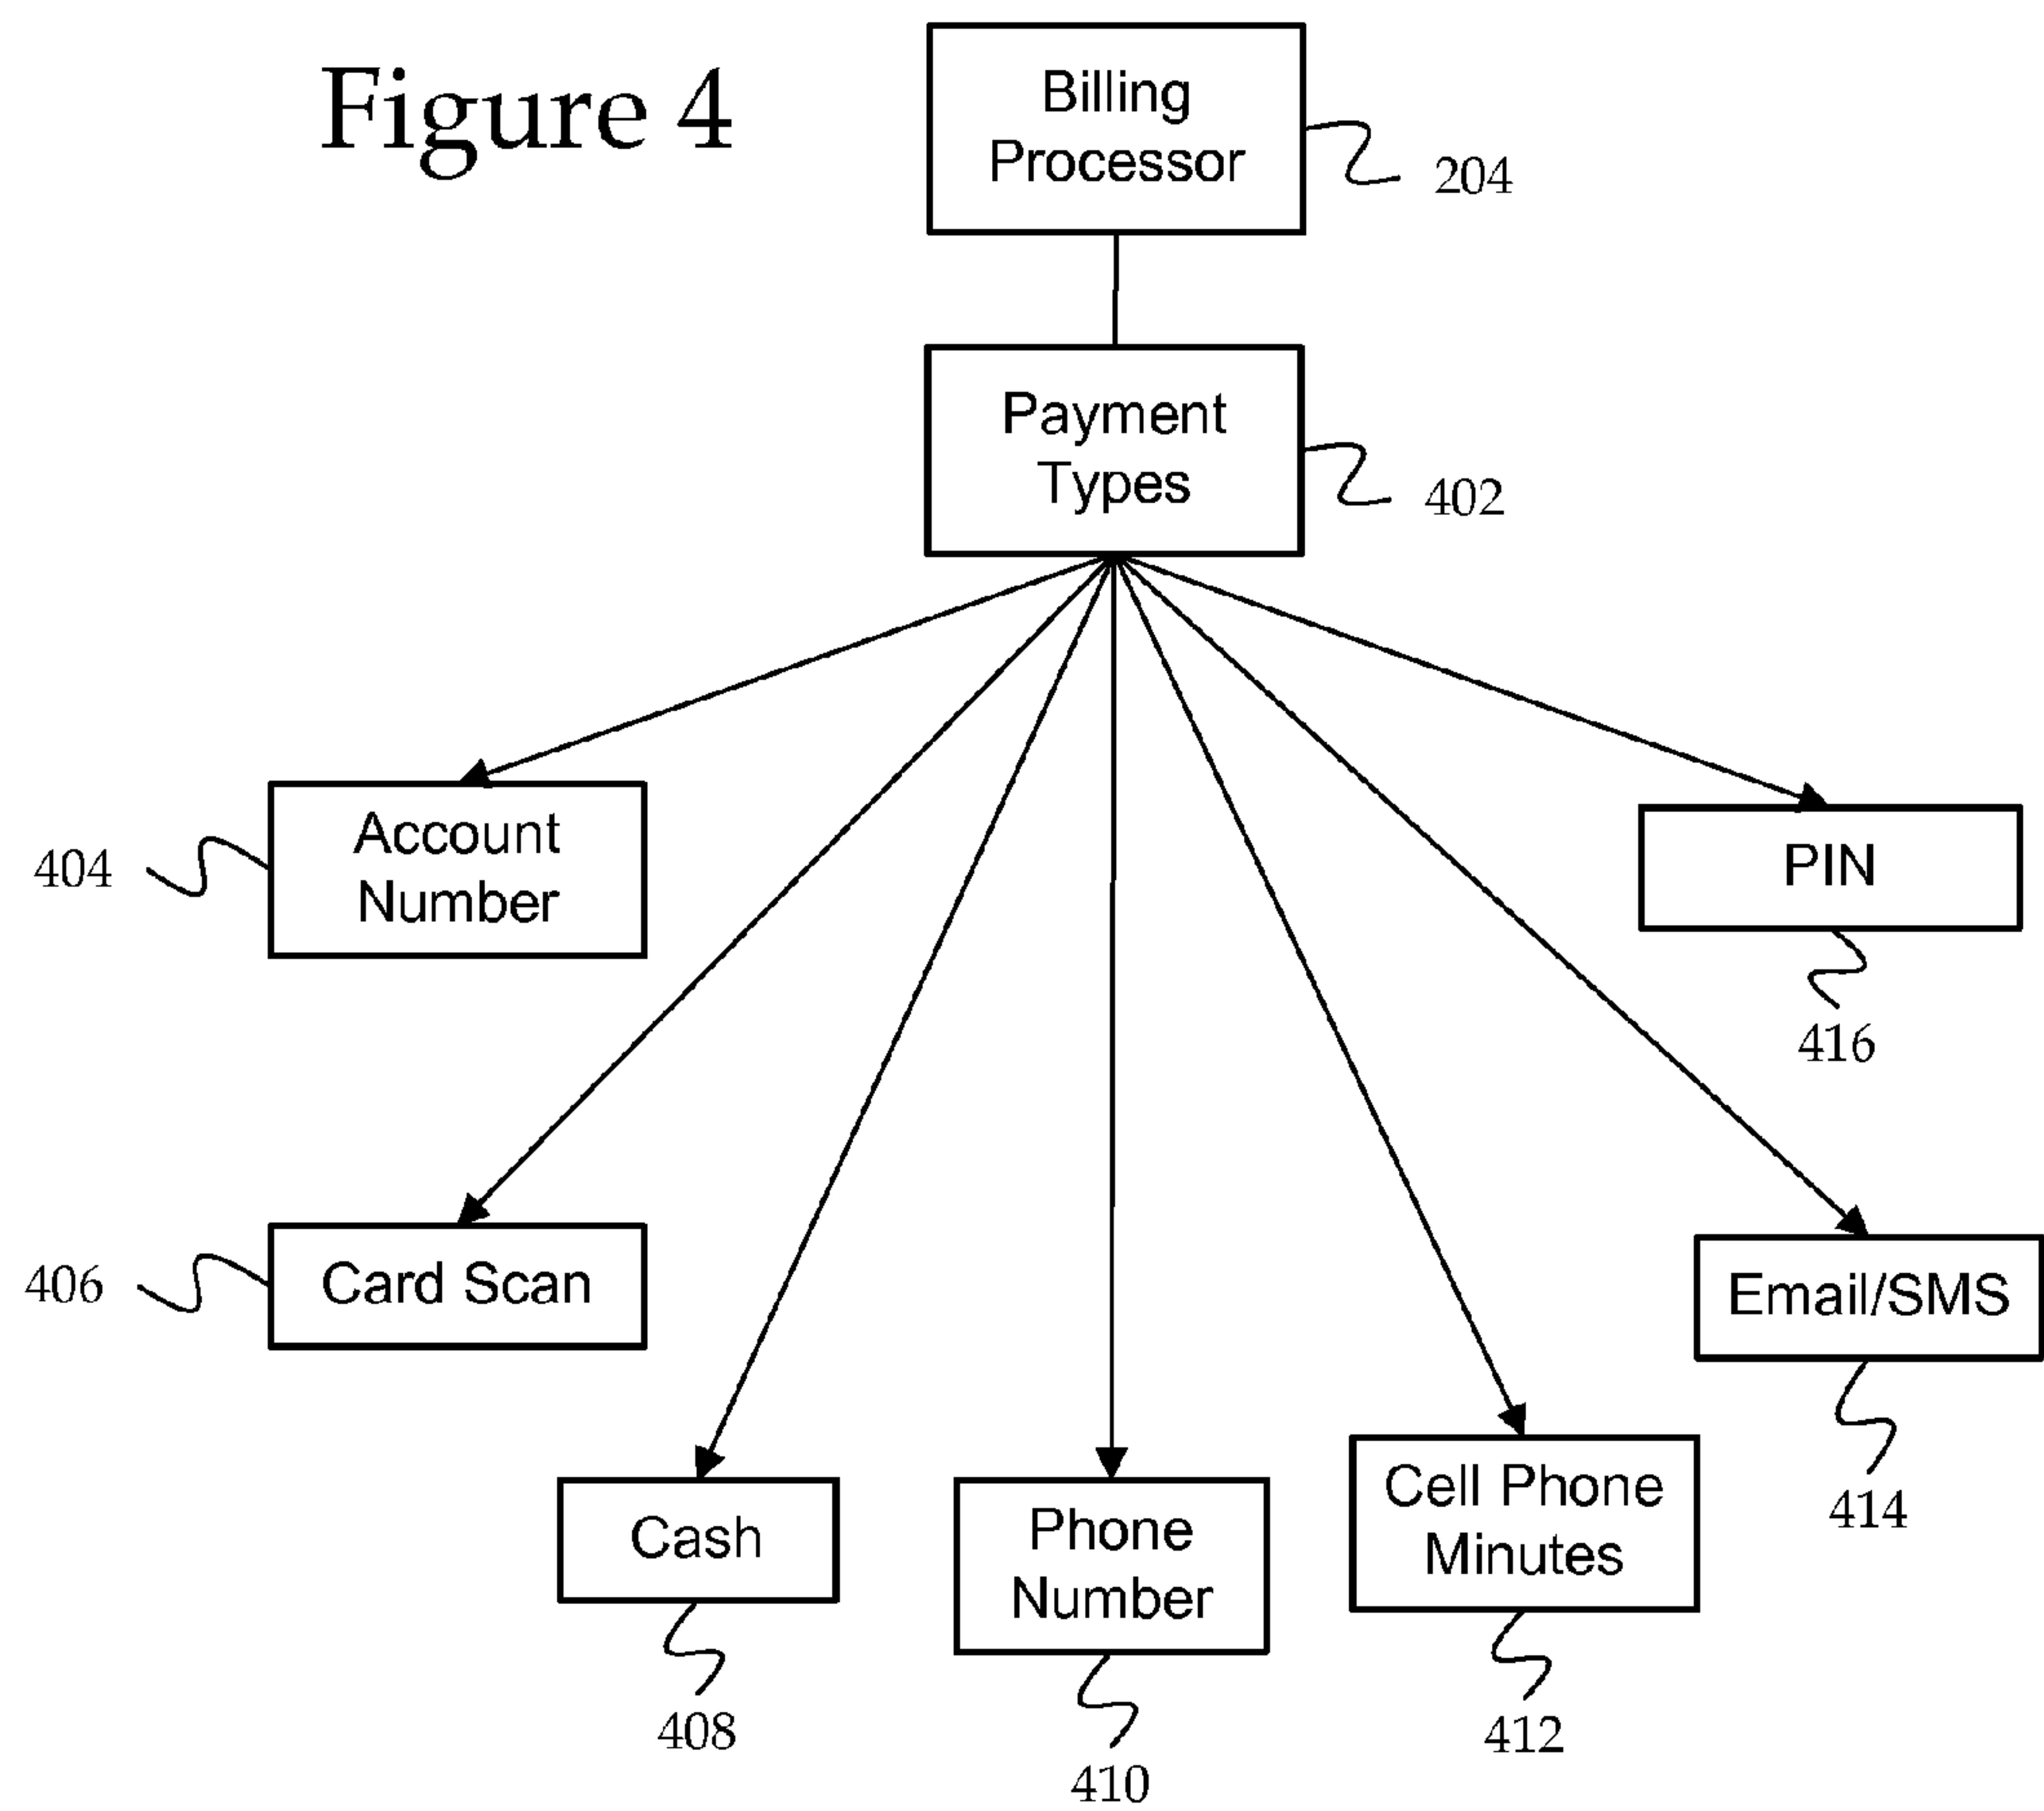 Figure 4
Billing
Processor
204
Payment
Types
402
Account
Number
404
PIN
416
Card Scan
406
Email/SMS
414
Cash
408
Phone
Number
410
Cell Phone
Minutes
412